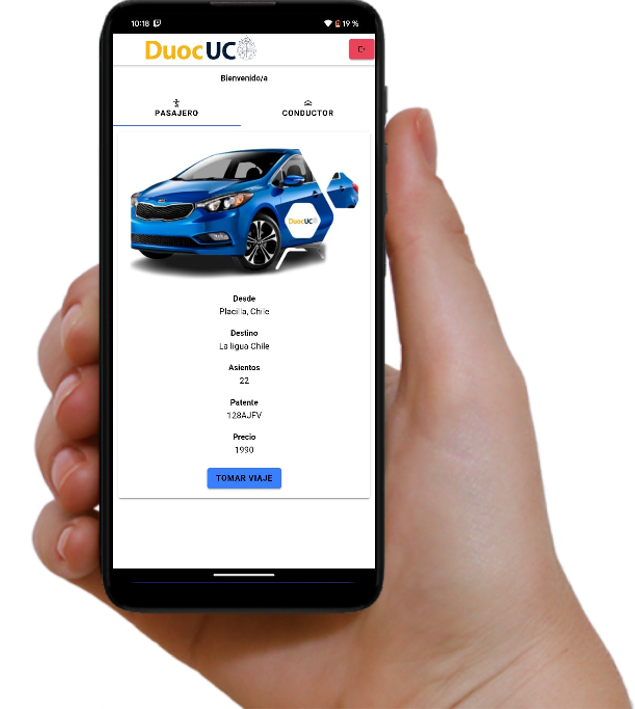 10:18 19 %
DuocUC
Bienvenido/a
PASAJERO CONDUCTOR
DuocUC
Desde
Placilla, Chile
Destino
La ligua Chile
Asientos
22
Patente
128AJFV
Precio
1990
TOMAR VIAJE